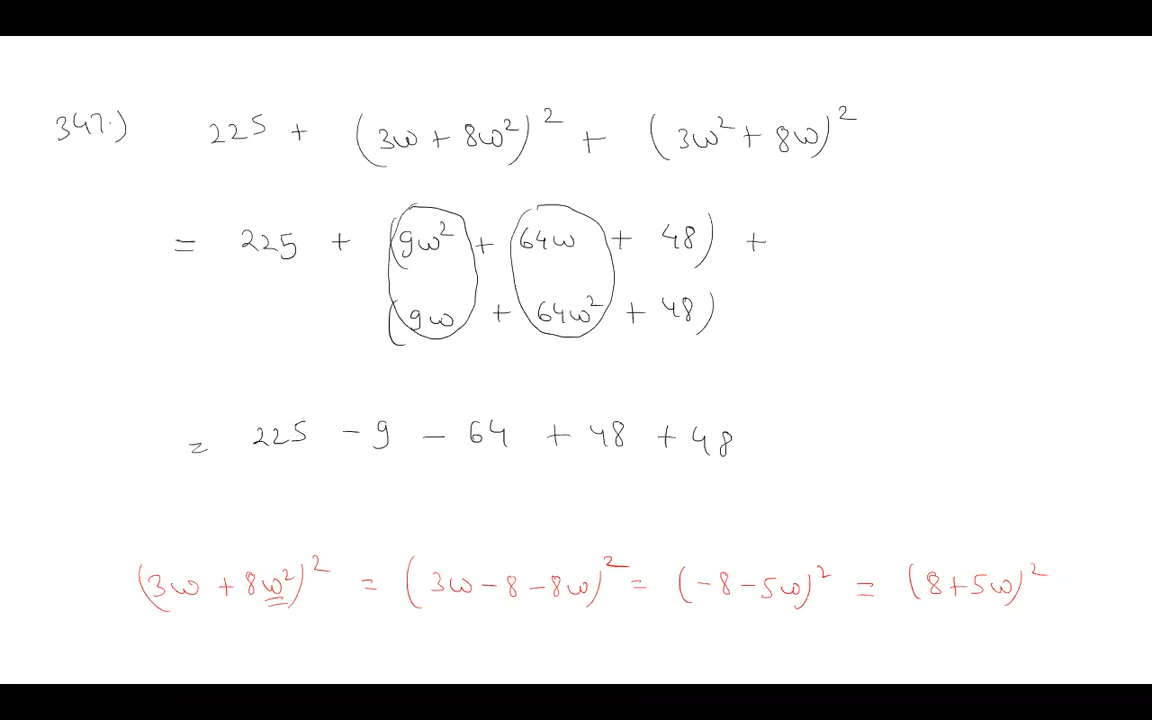 347.) 225 + (3ω + 8ω²)² + (3ω² + 8ω)²
= 225 + (9ω² + 64ω + 48) +
(9ω + 64ω² + 48)
= 225 - 9 - 64 + 48 + 48
(3ω + 8ω²)² = (3ω - 8 - 8ω)² = (-8 - 5ω)² = (8 + 5ω)²